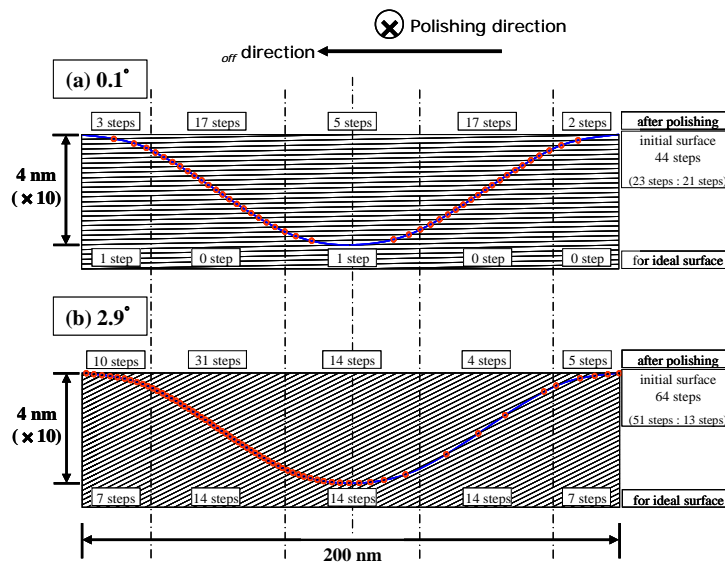 Polishing direction
off direction
(a) 0.1°
3 steps 17 steps 5 steps 17 steps 2 steps
after polishing
initial surface
44 steps
(23 steps : 21 steps)
4 nm
(×10)
1 step 0 step 1 step 0 step 0 step
for ideal surface
(b) 2.9°
10 steps 31 steps 14 steps 4 steps 5 steps
after polishing
initial surface
64 steps
(51 steps : 13 steps)
4 nm
(×10)
7 steps 14 steps 14 steps 14 steps 7 steps
for ideal surface
200 nm